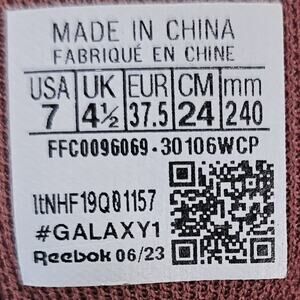 MADE IN CHINA
FABRIQUÉ EN CHINE
USA UK EUR CM mm
7 4½ 37.5 24 240
FFC0096069-30106WCP
1tNHF19Q01157
#GALAXY1
Reebok 06/23